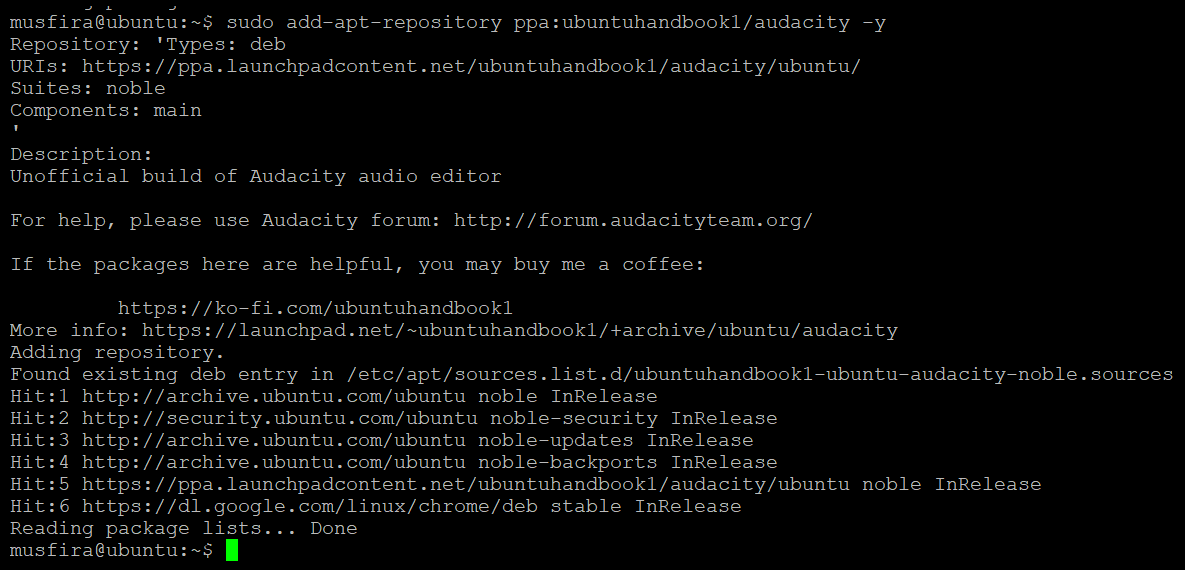 musfira@ubuntu:~$ sudo add-apt-repository ppa:ubuntuhandbook1/audacity -y
Repository: 'Types: deb
URIs: https://ppa.launchpadcontent.net/ubuntuhandbook1/audacity/ubuntu/
Suites: noble
Components: main
'
Description:
Unofficial build of Audacity audio editor
For help, please use Audacity forum: http://forum.audacityteam.org/
If the packages here are helpful, you may buy me a coffee:
https://ko-fi.com/ubuntuhandbook1
More info: https://launchpad.net/~ubuntuhandbook1/+archive/ubuntu/audacity
Adding repository.
Found existing deb entry in /etc/apt/sources.list.d/ubuntuhandbook1-ubuntu-audacity-noble.sources
Hit:1 http://archive.ubuntu.com/ubuntu noble InRelease
Hit:2 http://security.ubuntu.com/ubuntu noble-security InRelease
Hit:3 http://archive.ubuntu.com/ubuntu noble-updates InRelease
Hit:4 http://archive.ubuntu.com/ubuntu noble-backports InRelease
Hit:5 https://ppa.launchpadcontent.net/ubuntuhandbook1/audacity/ubuntu noble InRelease
Hit:6 https://dl.google.com/linux/chrome/deb stable InRelease
Reading package lists... Done
musfira@ubuntu:~$